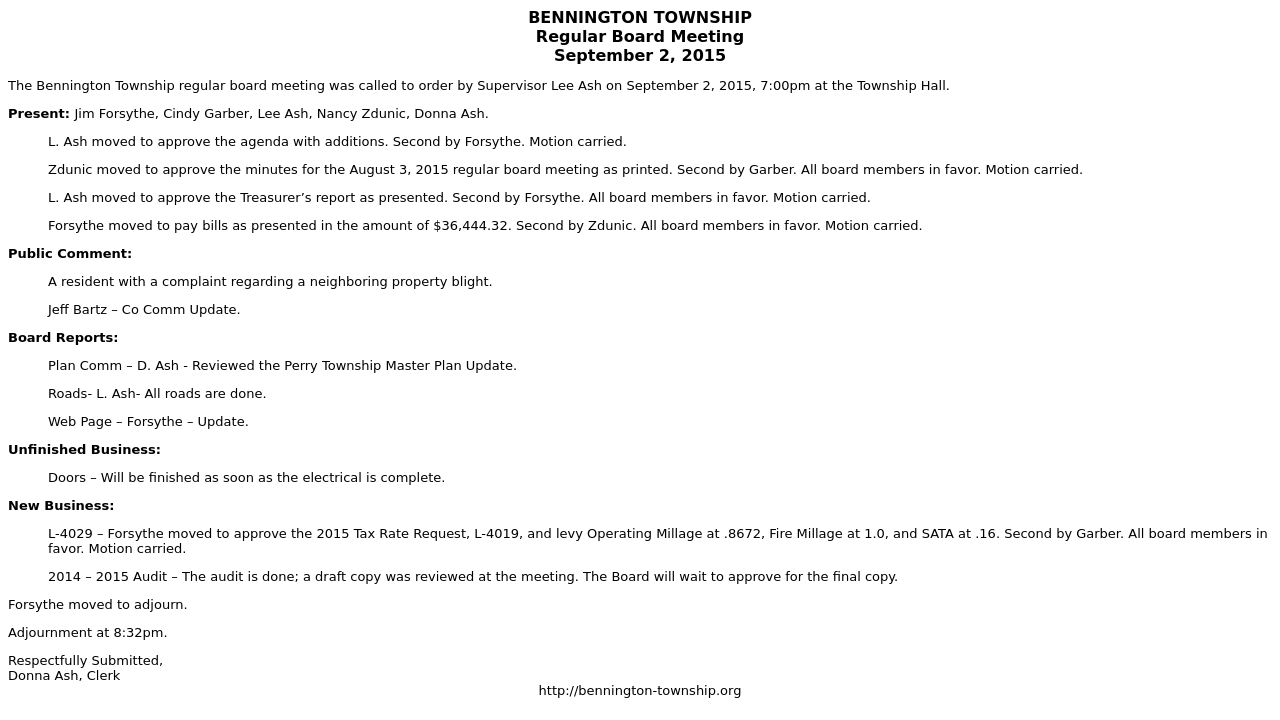 BENNINGTON TOWNSHIP
Regular Board Meeting
September 2, 2015
The Bennington Township regular board meeting was called to order by Supervisor Lee Ash on September 2, 2015, 7:00pm at the Township Hall.
Present: Jim Forsythe, Cindy Garber, Lee Ash, Nancy Zdunic, Donna Ash.
L. Ash moved to approve the agenda with additions. Second by Forsythe. Motion carried.
Zdunic moved to approve the minutes for the August 3, 2015 regular board meeting as printed. Second by Garber. All board members in favor. Motion carried.
L. Ash moved to approve the Treasurer’s report as presented. Second by Forsythe. All board members in favor. Motion carried.
Forsythe moved to pay bills as presented in the amount of $36,444.32. Second by Zdunic. All board members in favor. Motion carried.
Public Comment:
A resident with a complaint regarding a neighboring property blight.
Jeff Bartz – Co Comm Update.
Board Reports:
Plan Comm – D. Ash - Reviewed the Perry Township Master Plan Update.
Roads- L. Ash- All roads are done.
Web Page – Forsythe – Update.
Unfinished Business:
Doors – Will be finished as soon as the electrical is complete.
New Business:
L-4029 – Forsythe moved to approve the 2015 Tax Rate Request, L-4019, and levy Operating Millage at .8672, Fire Millage at 1.0, and SATA at .16. Second by Garber. All board members in
favor. Motion carried.
2014 – 2015 Audit – The audit is done; a draft copy was reviewed at the meeting. The Board will wait to approve for the final copy.
Forsythe moved to adjourn.
Adjournment at 8:32pm.
Respectfully Submitted,
Donna Ash, Clerk
http://bennington-township.org